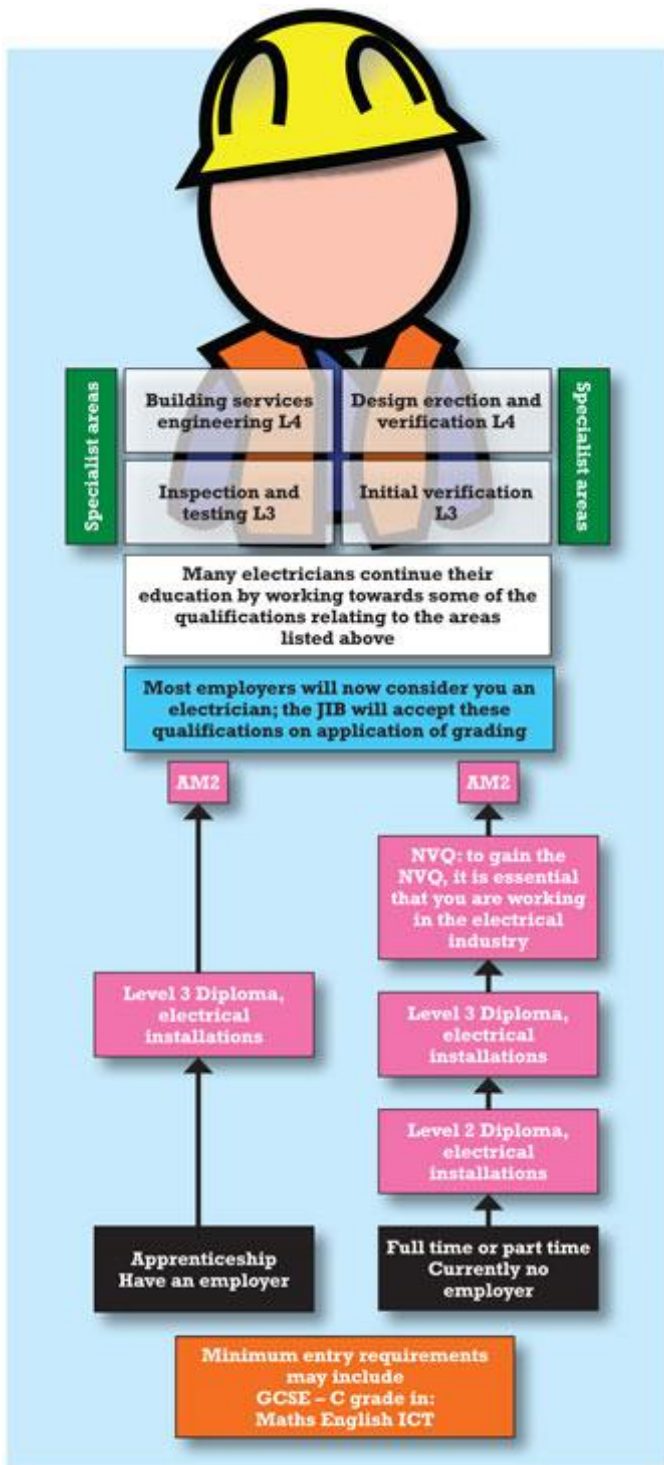 Specialist areas
Building services
engineering L4
Design erection and
verification L4
Specialist areas
Inspection and
testing L3
Initial verification
L3
Many electricians continue their
education by working towards some of the
qualifications relating to the areas
listed above
Most employers will now consider you an
electrician; the JIB will accept these
qualifications on application of grading
AM2
AM2
NVQ: to gain the
NVQ, it is essential
that you are working
in the electrical
industry
Level 3 Diploma,
electrical
installations
Level 3 Diploma,
electrical
installations
Level 2 Diploma,
electrical
installations
Apprenticeship
Have an employer
Full time or part time
Currently no
employer
Minimum entry requirements
may include
GCSE – C grade in:
Maths English ICT